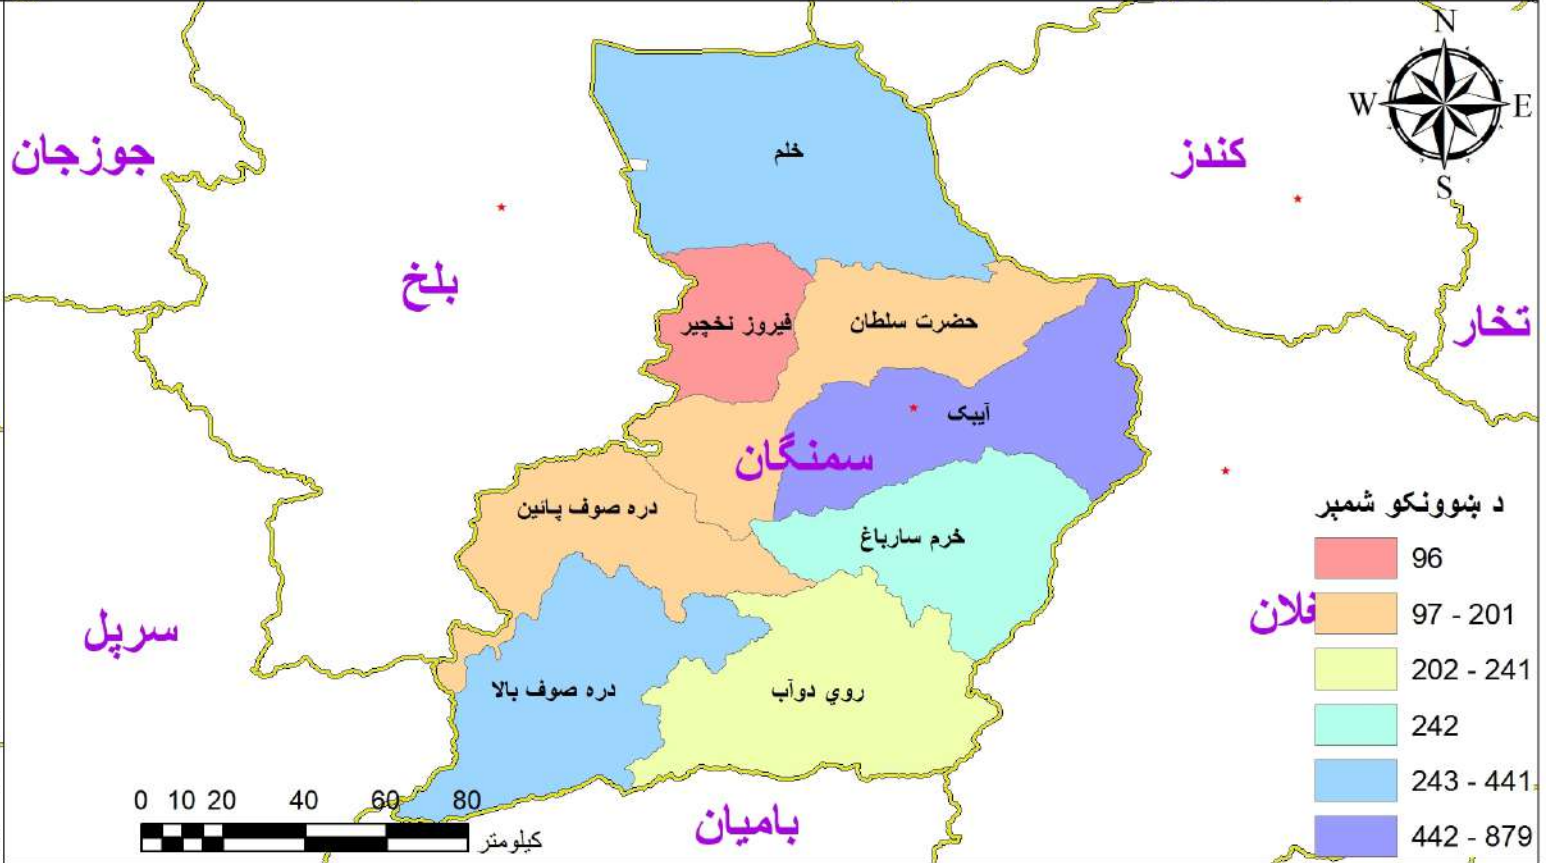 N
W E
S
جوزجان
خلم
کندز
بلخ
تخار
فیروز نخچیر
حضرت سلطان
آیبک
سمنگان
دره صوف پائین
خرم سارباغ
سرپل
دره صوف بالا
روي دوآب
بامیان
غلان
د ښوونکو شمېر
96
97 - 201
202 - 241
242
243 - 441
442 - 879
0 10 20 40 60 80
کیلومتر